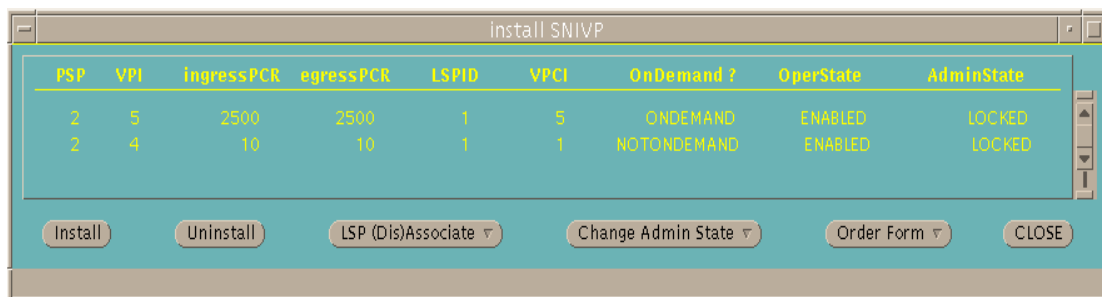 install SNIVP
PSP VPI ingressPCR egressPCR LSPID VPCI OnDemand ? OperState AdminState
2 5 2500 2500 1 5 ONDEMAND ENABLED LOCKED
2 4 10 10 1 1 NOTONDEMAND ENABLED LOCKED
Install Uninstall LSP (Dis)Associate Change Admin State Order Form CLOSE